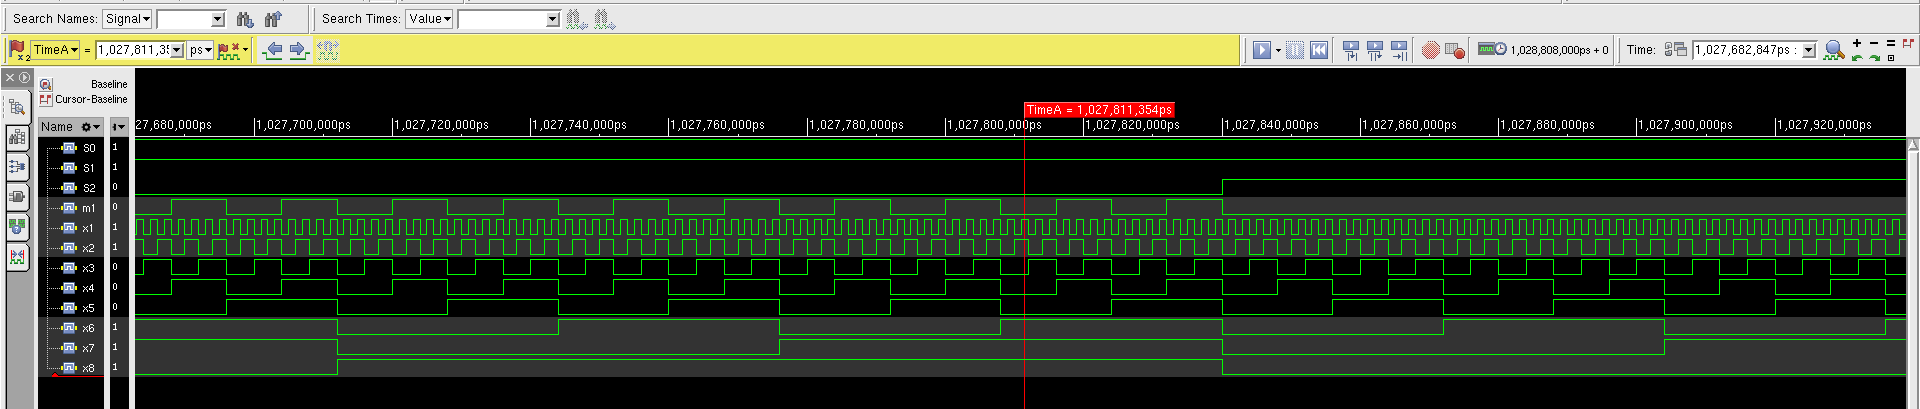 Search Names: Signal Search Times: Value
TimeA = 1,027,811,35 ps 1,028,808,000ps + 0 Time: 1,027,682,847ps :
x2
Baseline
Cursor-Baseline
TimeA = 1,027,811,354ps
Name 27,680,000ps 1,027,700,000ps 1,027,720,000ps 1,027,740,000ps 1,027,760,000ps 1,027,780,000ps 1,027,800,000ps 1,027,820,000ps 1,027,840,000ps 1,027,860,000ps 1,027,880,000ps 1,027,900,000ps 1,027,920,000ps
S0 1
S1 1
S2 0
m1 0
x1 1
x2 1
x3 0
x4 0
x5 0
x6 1
x7 1
x8 1